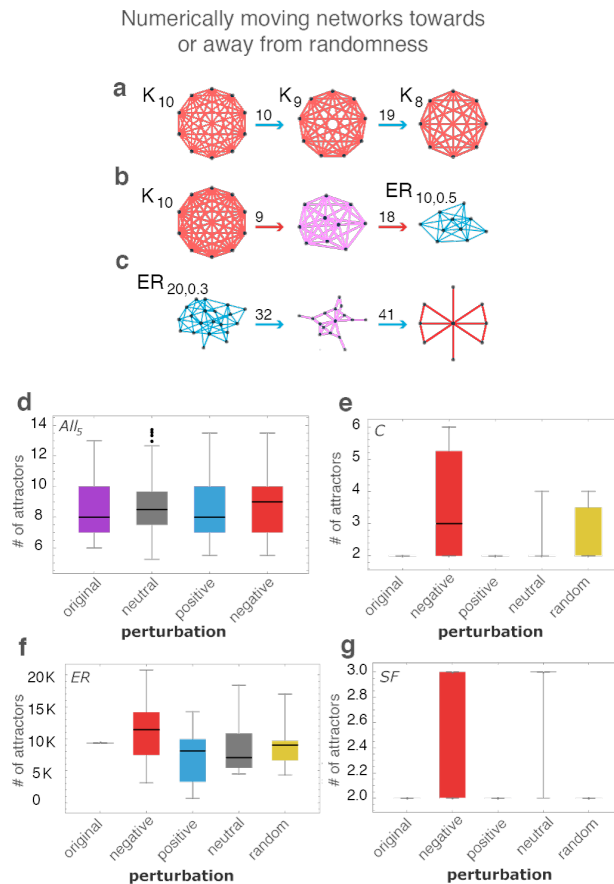 Numerically moving networks towards
or away from randomness
a
K10 10 K9 19 K8
b
K10 9 18 ER10,0.5
c
ER20,0.3 32 41
d
All5
# of attractors
14
12
10
8
6
original neutral positive negative
perturbation
e
C
# of attractors
6
5
4
3
2
original negative positive neutral random
perturbation
f
ER
# of attractors
20K
15K
10K
5K
0
original negative positive neutral random
perturbation
g
SF
# of attractors
3.0
2.8
2.6
2.4
2.2
2.0
original negative positive neutral random
perturbation